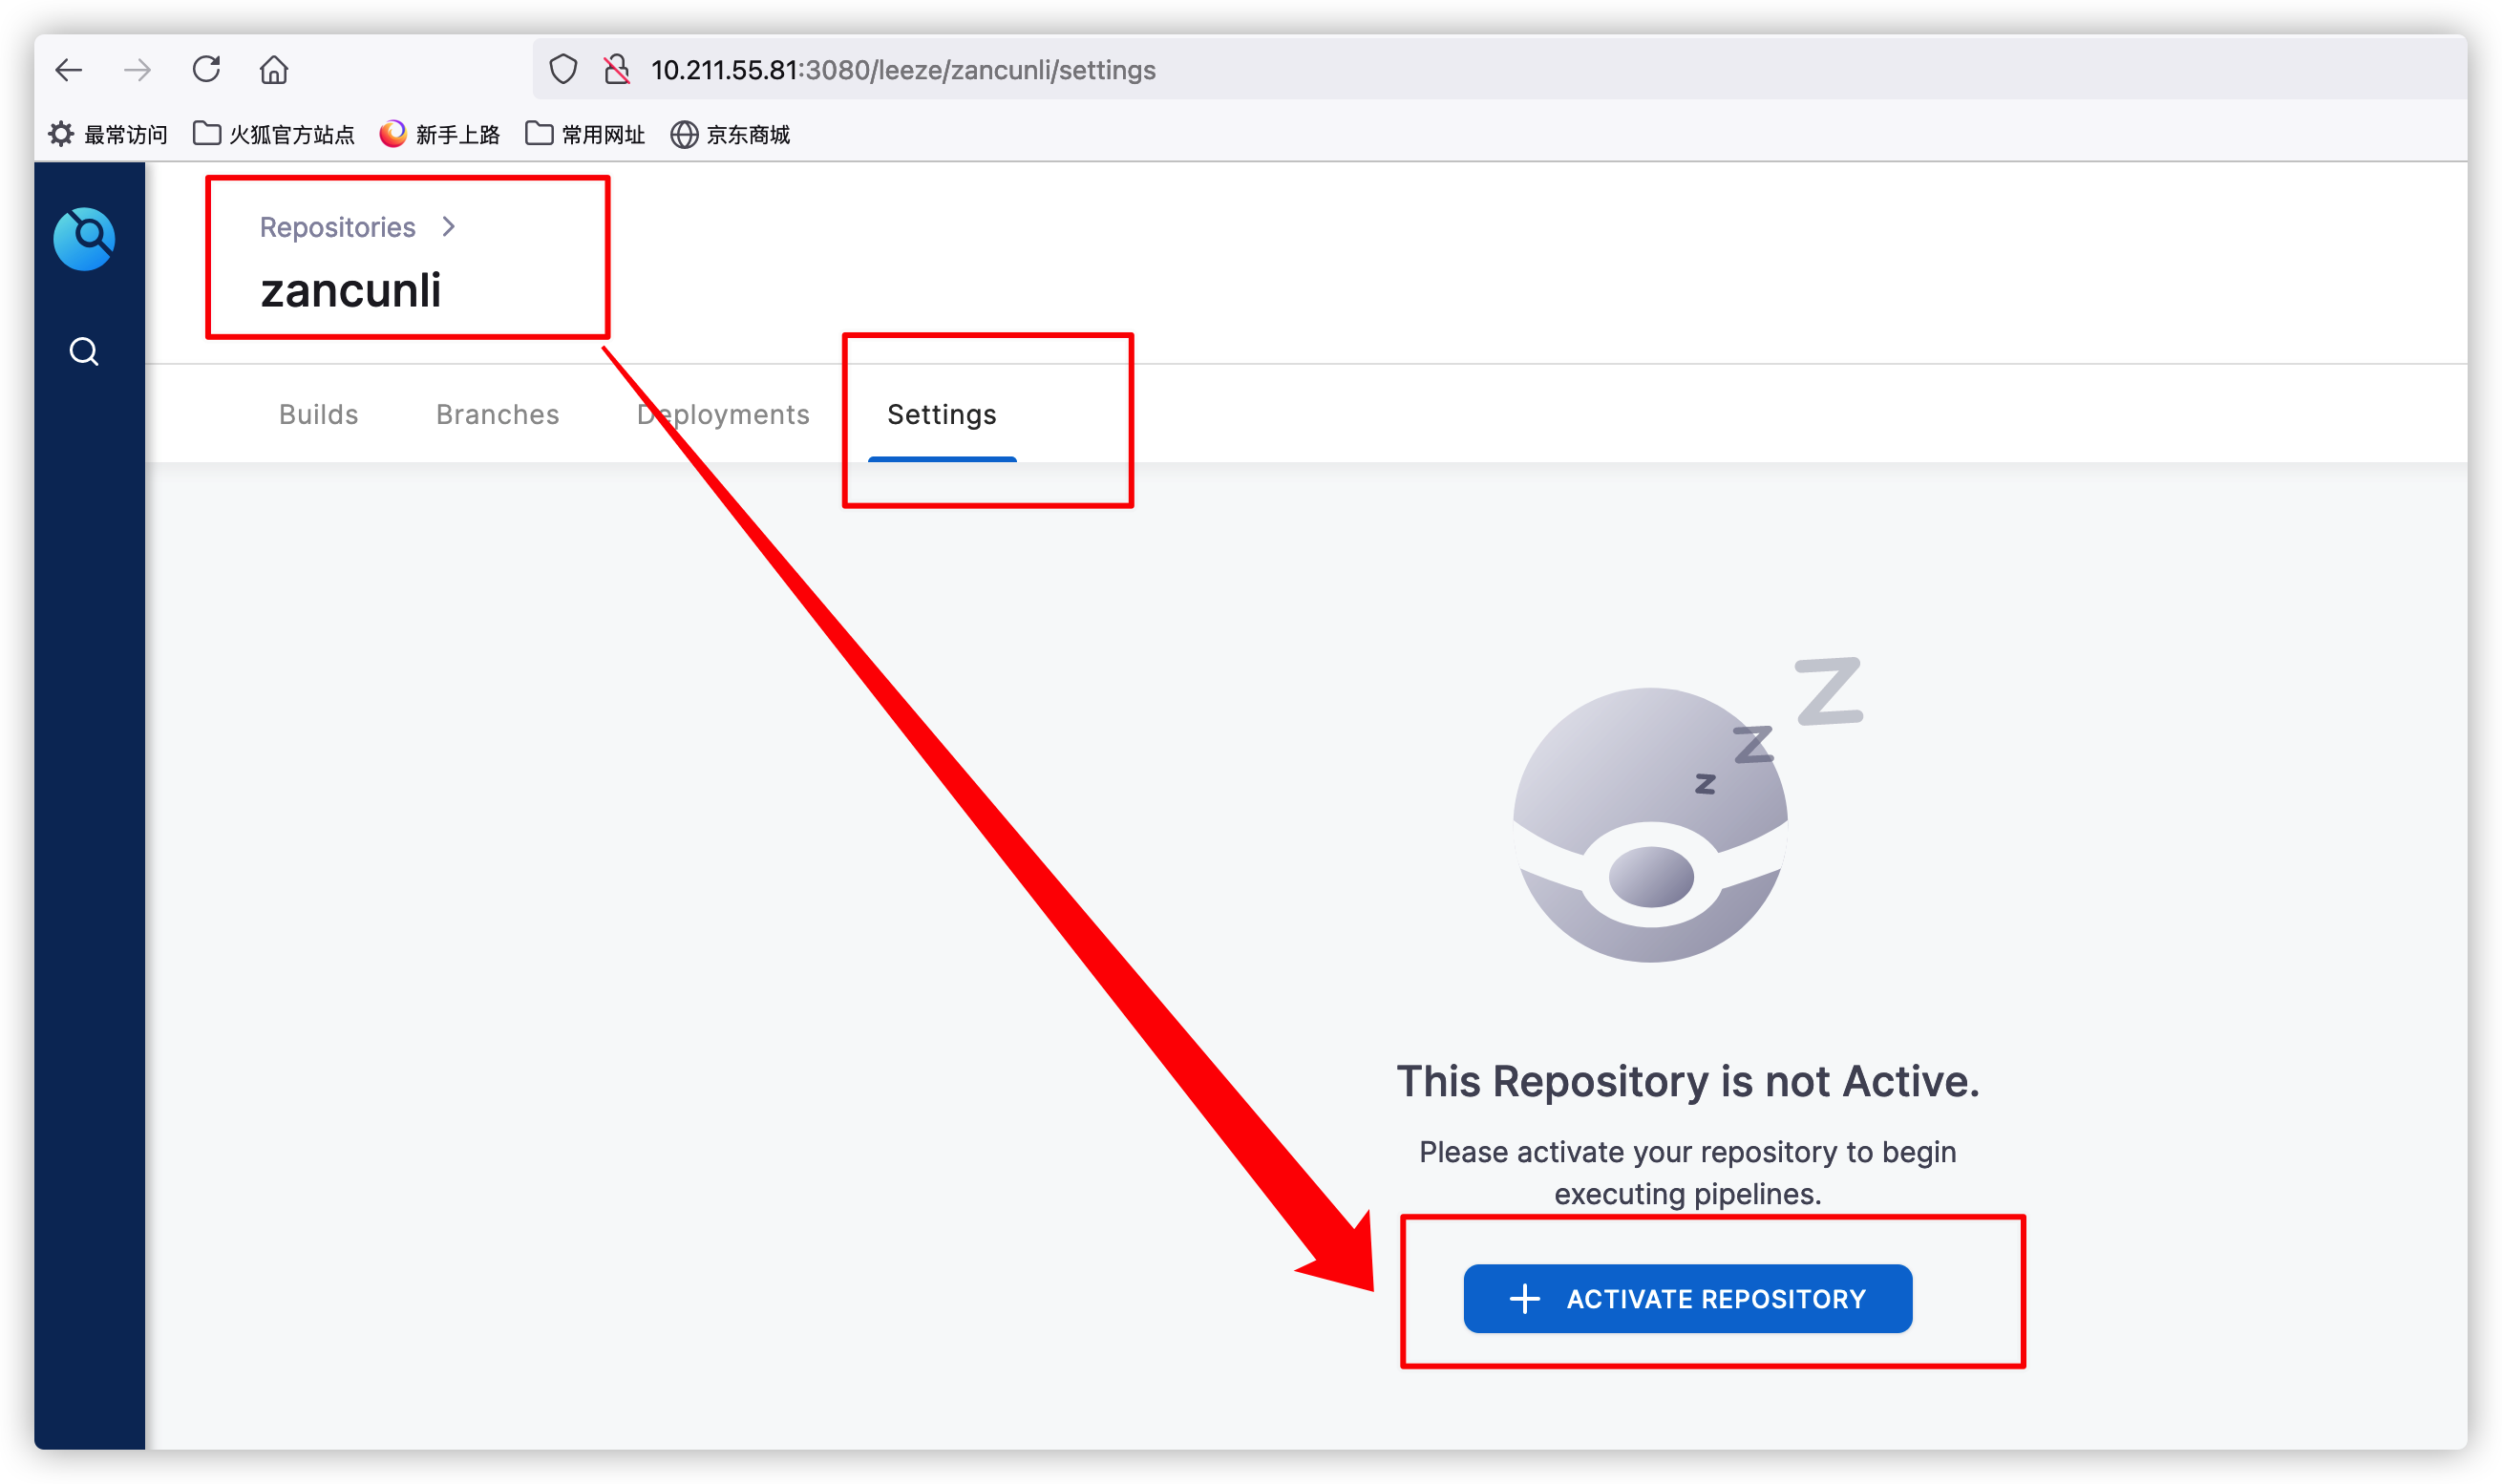 10.211.55.81:3080/leeze/zancunli/settings
最常访问 火狐官方站点 新手上路 常用网址 京东商城
Repositories
zancunli
Builds Branches Deployments Settings
z
z
z
This Repository is not Active.
Please activate your repository to begin
executing pipelines.
ACTIVATE REPOSITORY